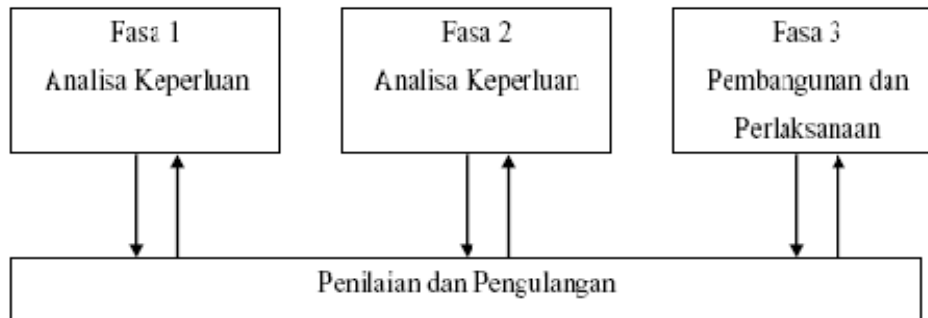 Fasa 1
Analisa Keperluan
Fasa 2
Analisa Keperluan
Fasa 3
Pembangunan dan
Perlaksanaan
Penilaian dan Pengulangan